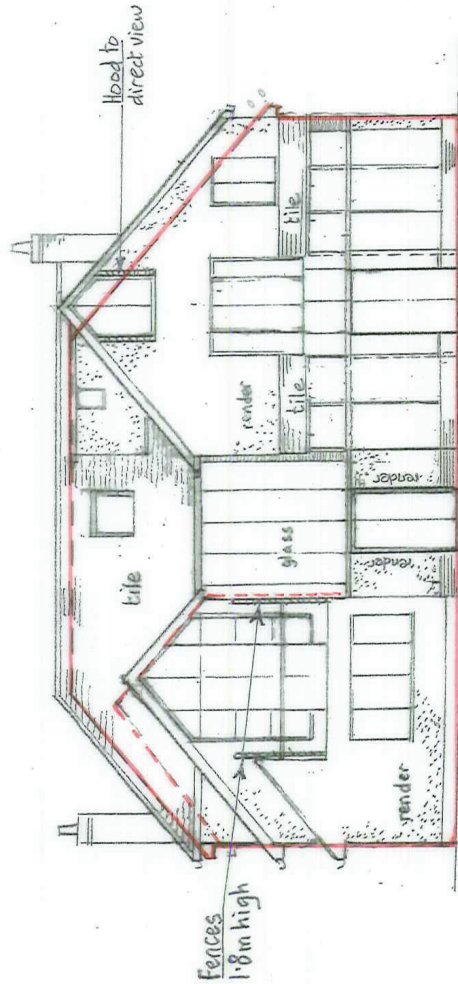 Hood to
direct view
tile
render
tile
tile
glass
render
render
render
Fences
1·8m high